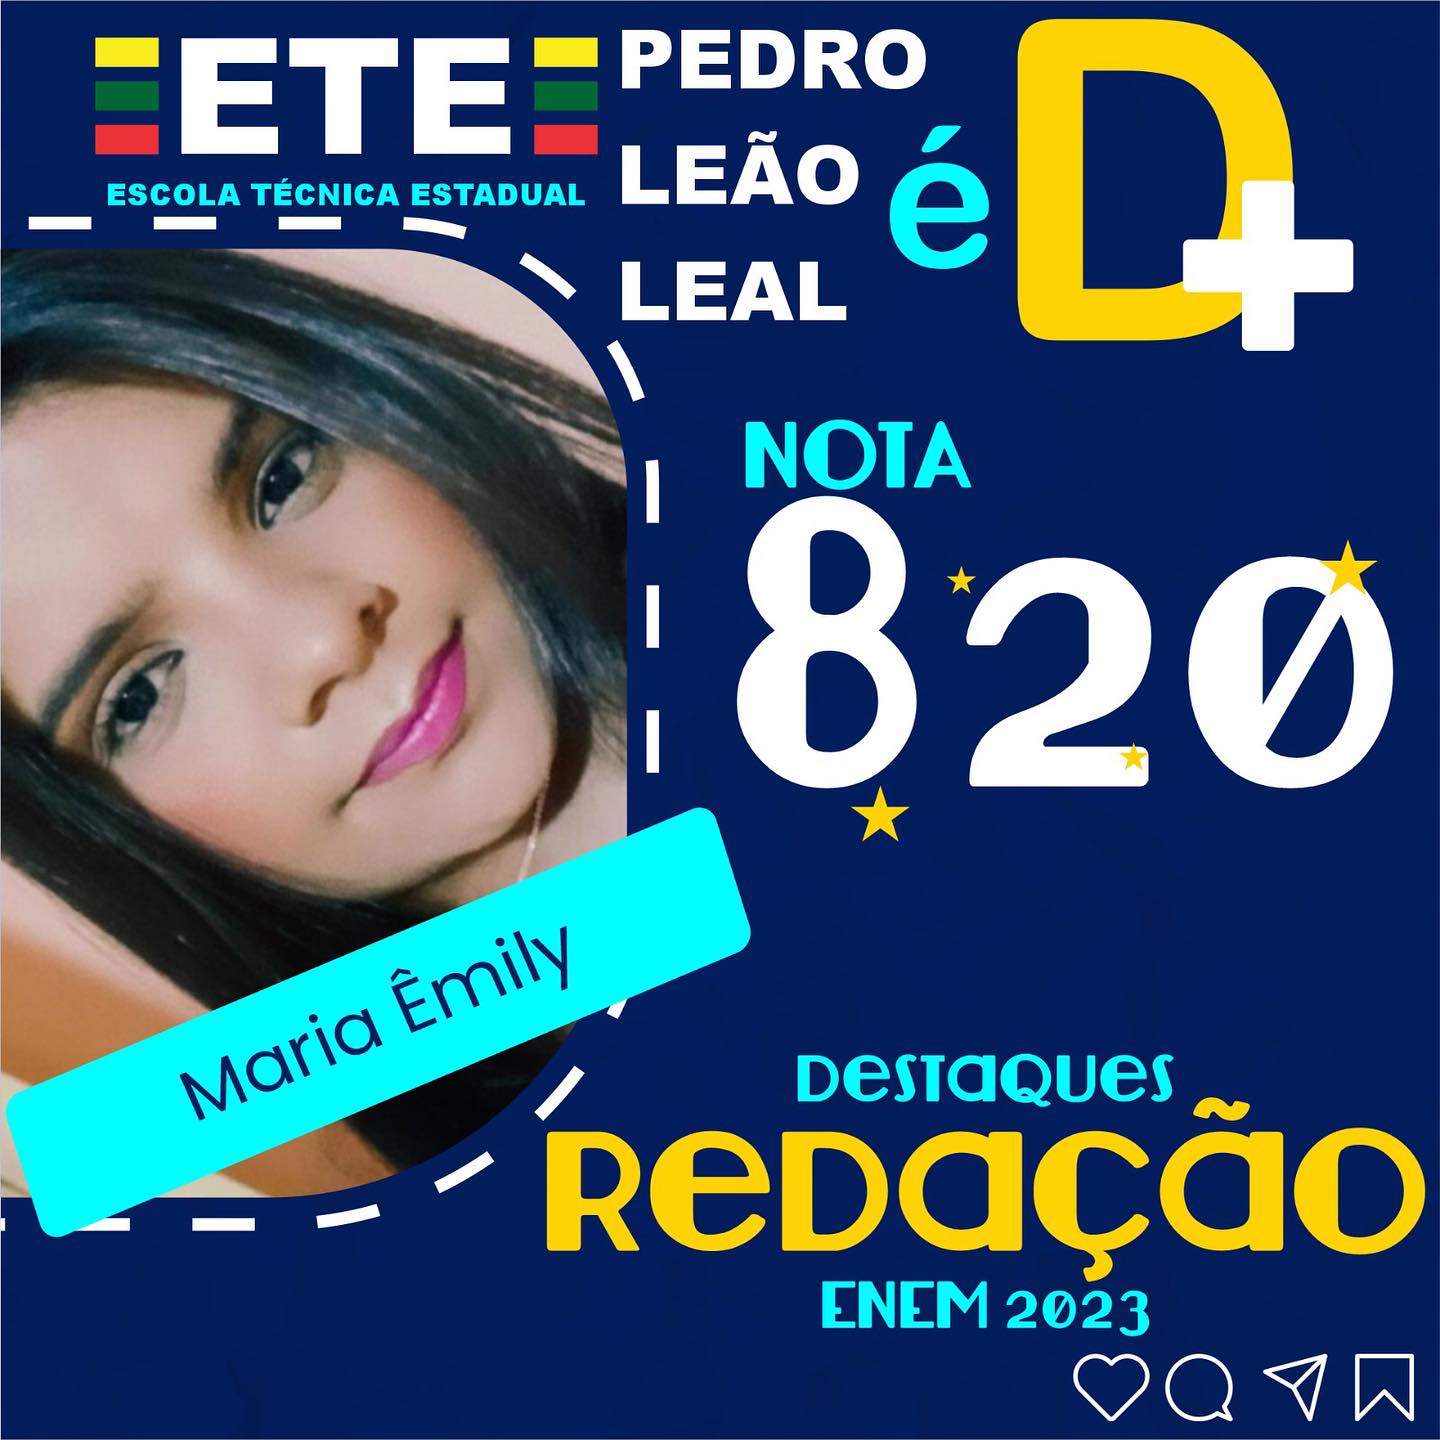 ETE
ESCOLA TÉCNICA ESTADUAL
PEDRO
LEÃO
LEAL
é
D+
NOTA
820
Maria Êmily
DESTAQUES
REDAÇÃO
ENEM 2023